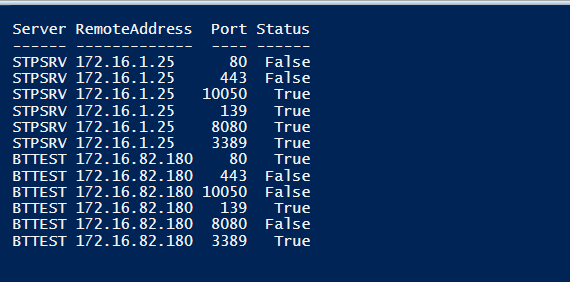 Server RemoteAddress Port Status
------ ------------- ---- ------
STPSRV 172.16.1.25 80 False
STPSRV 172.16.1.25 443 False
STPSRV 172.16.1.25 10050 True
STPSRV 172.16.1.25 139 True
STPSRV 172.16.1.25 8080 True
STPSRV 172.16.1.25 3389 True
BTTEST 172.16.82.180 80 True
BTTEST 172.16.82.180 443 False
BTTEST 172.16.82.180 10050 False
BTTEST 172.16.82.180 139 True
BTTEST 172.16.82.180 8080 False
BTTEST 172.16.82.180 3389 True